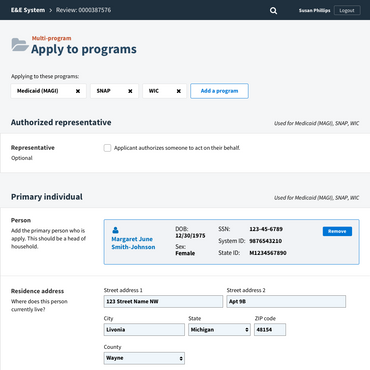 E&E System > Review: 0000387576
Susan Phillips Logout
Multi-program
Apply to programs
Applying to these programs:
Medicaid (MAGI) × SNAP × WIC × Add a program
Authorized representative
Used for Medicaid (MAGI), SNAP, WIC
Representative
Optional
Applicant authorizes someone to act on their behalf.
Primary individual
Used for Medicaid (MAGI), SNAP, WIC
Person
Add the primary person who is
apply. This should be a head of
household.
Margaret June
Smith-Johnson
DOB:
12/30/1975
Sex:
Female
SSN: 123-45-6789
System ID: 9876543210
State ID: M1234567890
Remove
Residence address
Where does this person
currently live?
Street address 1
123 Street Name NW
Street address 2
Apt 9B
City
Livonia
State
Michigan
ZIP code
48154
County
Wayne